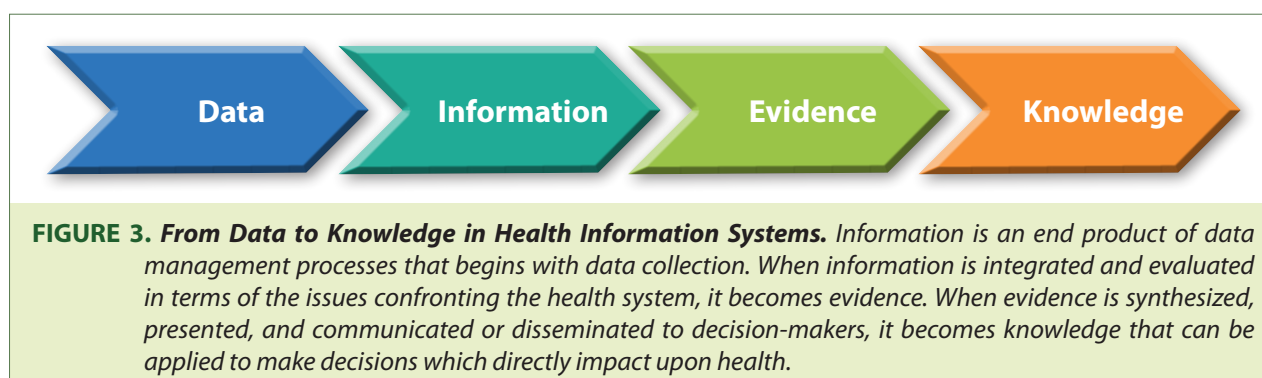 Data Information Evidence Knowledge
FIGURE 3. From Data to Knowledge in Health Information Systems. Information is an end product of data
management processes that begins with data collection. When information is integrated and evaluated
in terms of the issues confronting the health system, it becomes evidence. When evidence is synthesized,
presented, and communicated or disseminated to decision-makers, it becomes knowledge that can be
applied to make decisions which directly impact upon health.